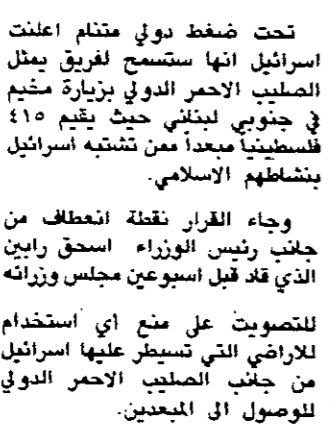 تحت ضغط دولي متنام اعلنت
اسرائيل انها ستسمح لفريق يمثل
الصليب الاحمر الدولي بزيارة مخيم
في جنوبي لبناني حيث يقيم ٤١٥
فلسطينياً مبعداً ممن تشتبه اسرائيل
بنشاطهم الاسلامي.
وجاء القرار نقطة انعطاف من
جانب رئيس الوزراء اسحق رابين
الذي قاد قبل اسبوعين مجلس وزرائه
للتصويت على منع اي استخدام
للاراضي التي تسيطر عليها اسرائيل
من جانب الصليب الاحمر الدولي
للوصول الى المبعدين.